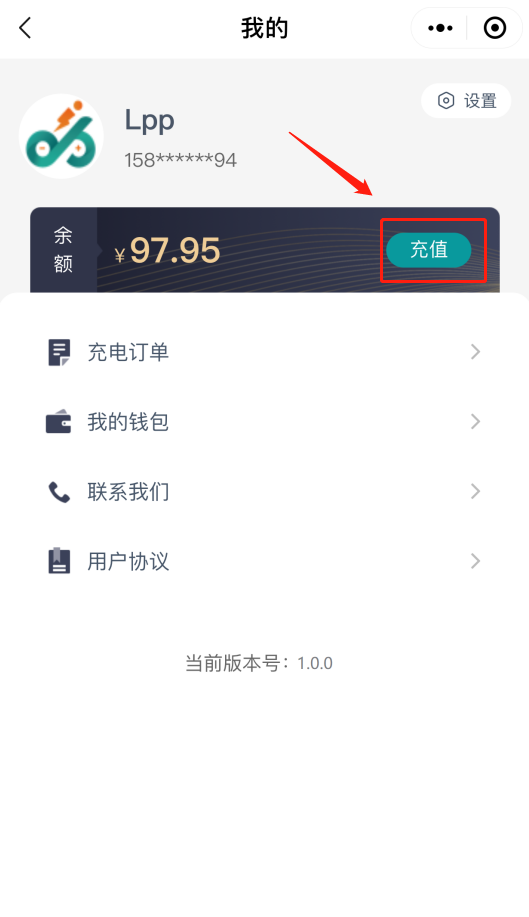 我的
设置
Lpp
158******94
余额
¥97.95
充值
充电订单
我的钱包
联系我们
用户协议
当前版本号：1.0.0